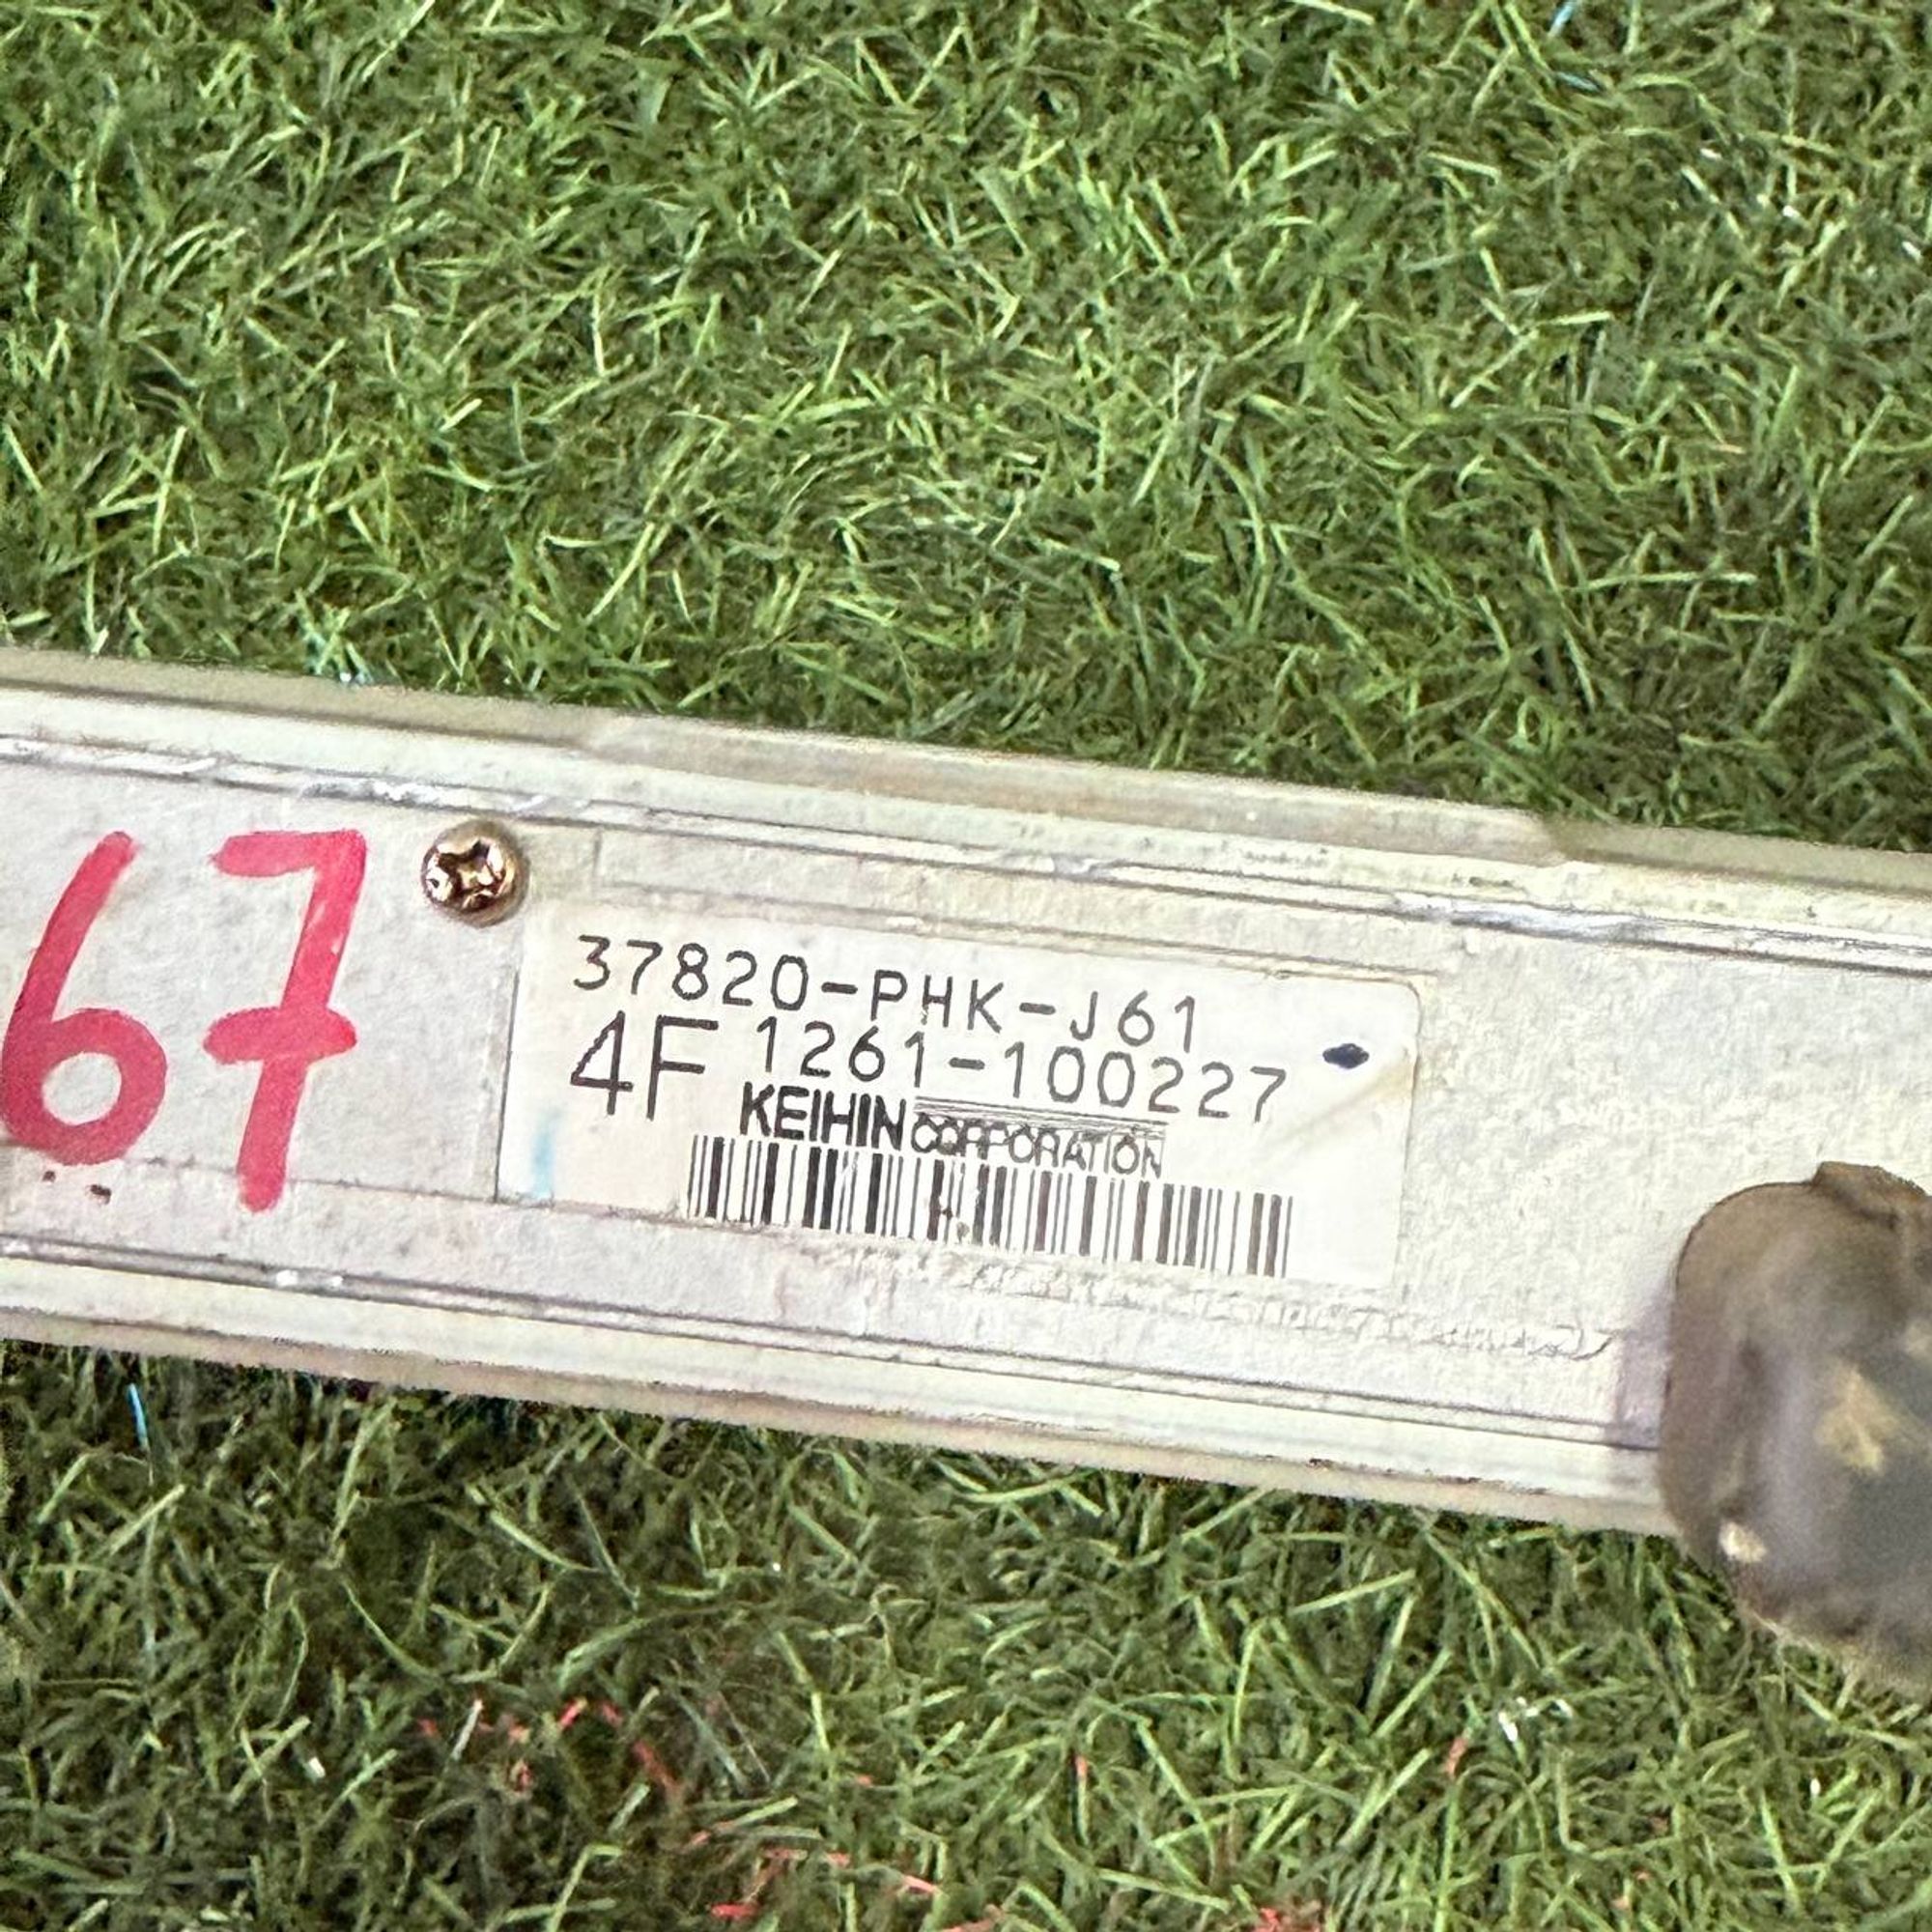 67
37820-PHK-J61
4F 1261-100227
KEIHIN CORPORATION